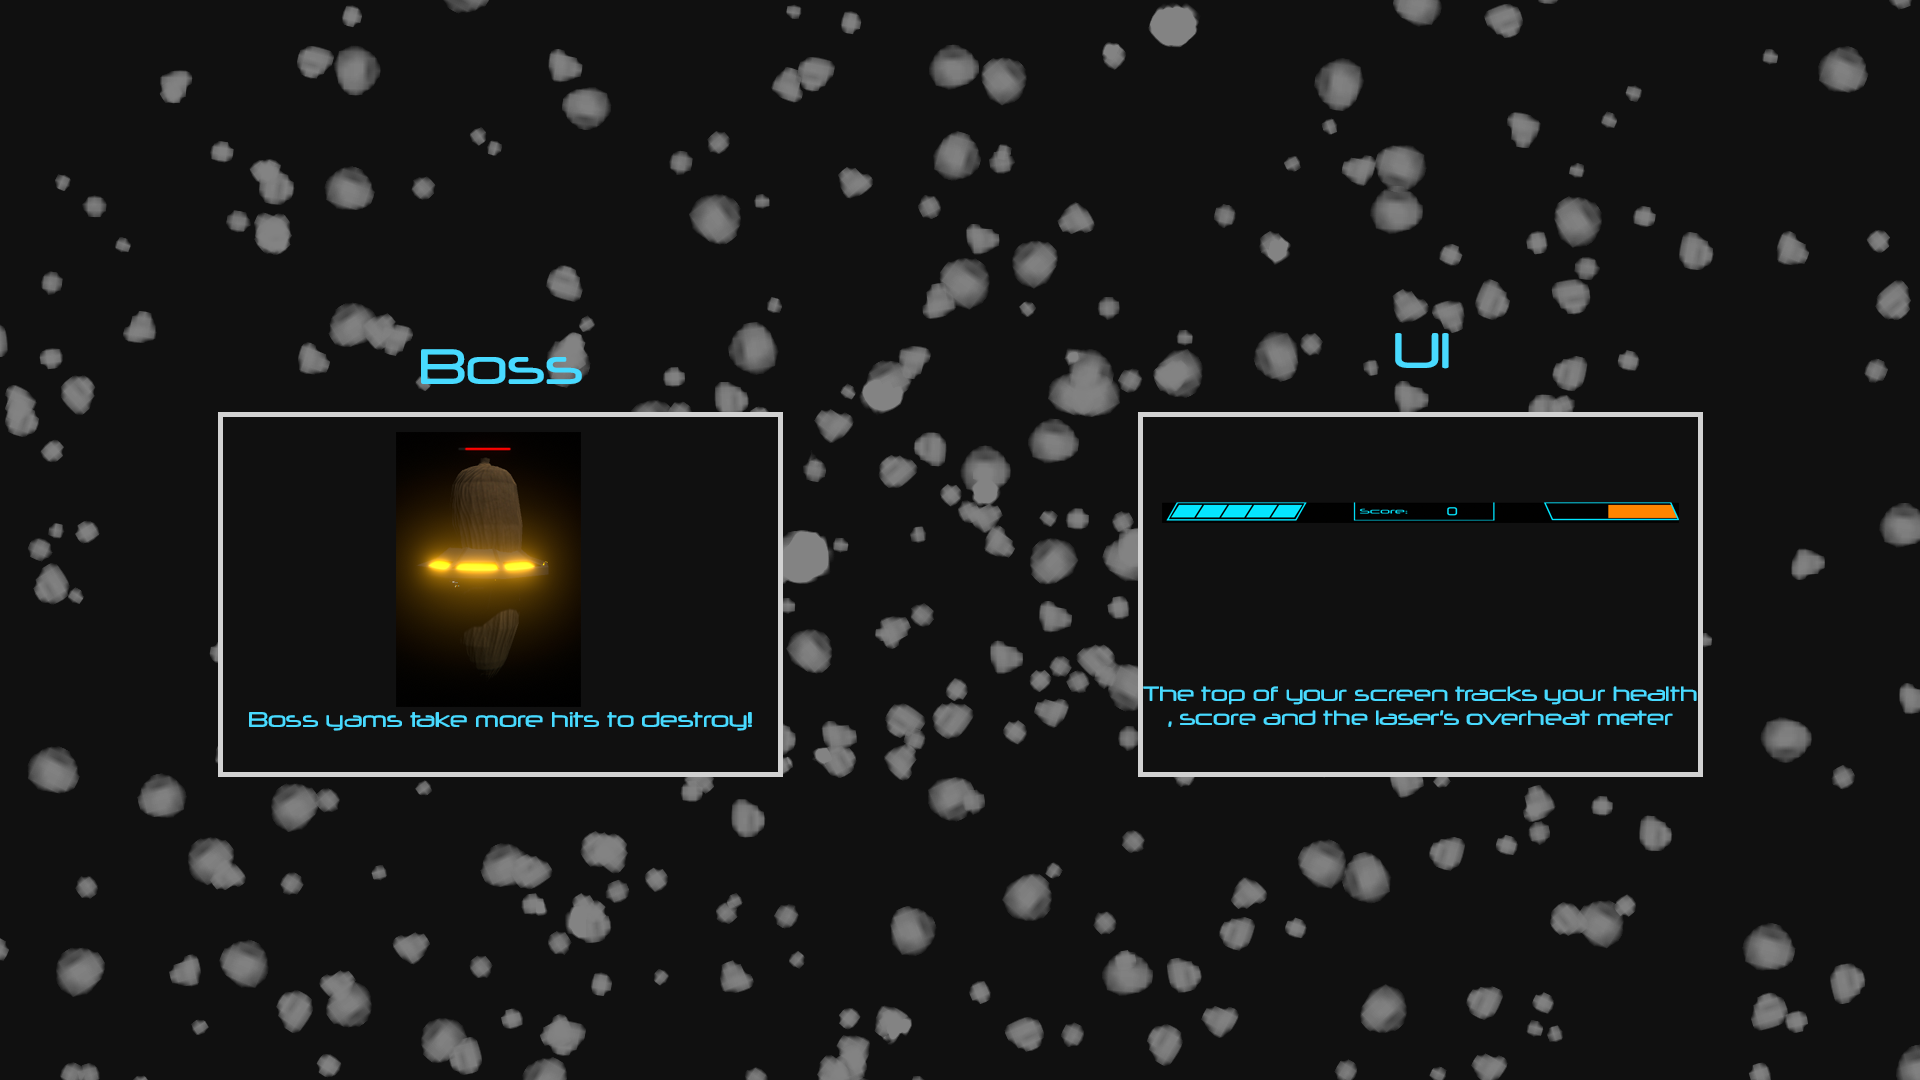 Boss
Boss yams take more hits to destroy!
UI
Score: 0
The top of your screen tracks your health
, score and the laser's overheat meter